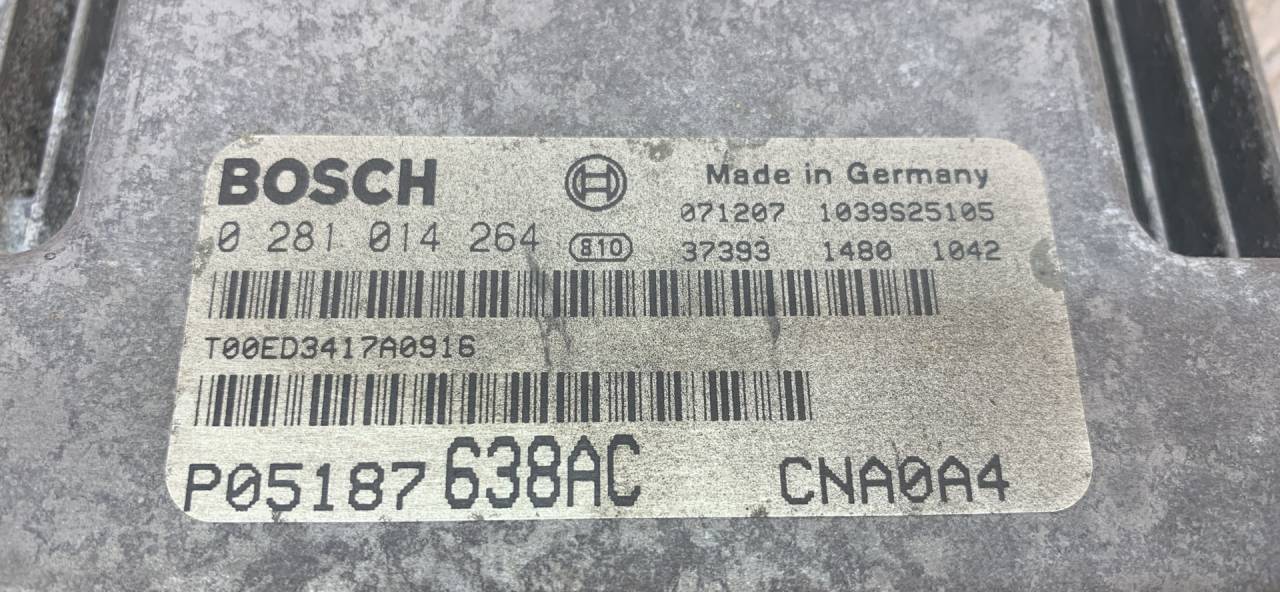 BOSCH
Made in Germany
071207 1039S25105
0 281 014 264
810
37393 1480 1042
T00ED3417A0916
P05187638AC
CNA0A4